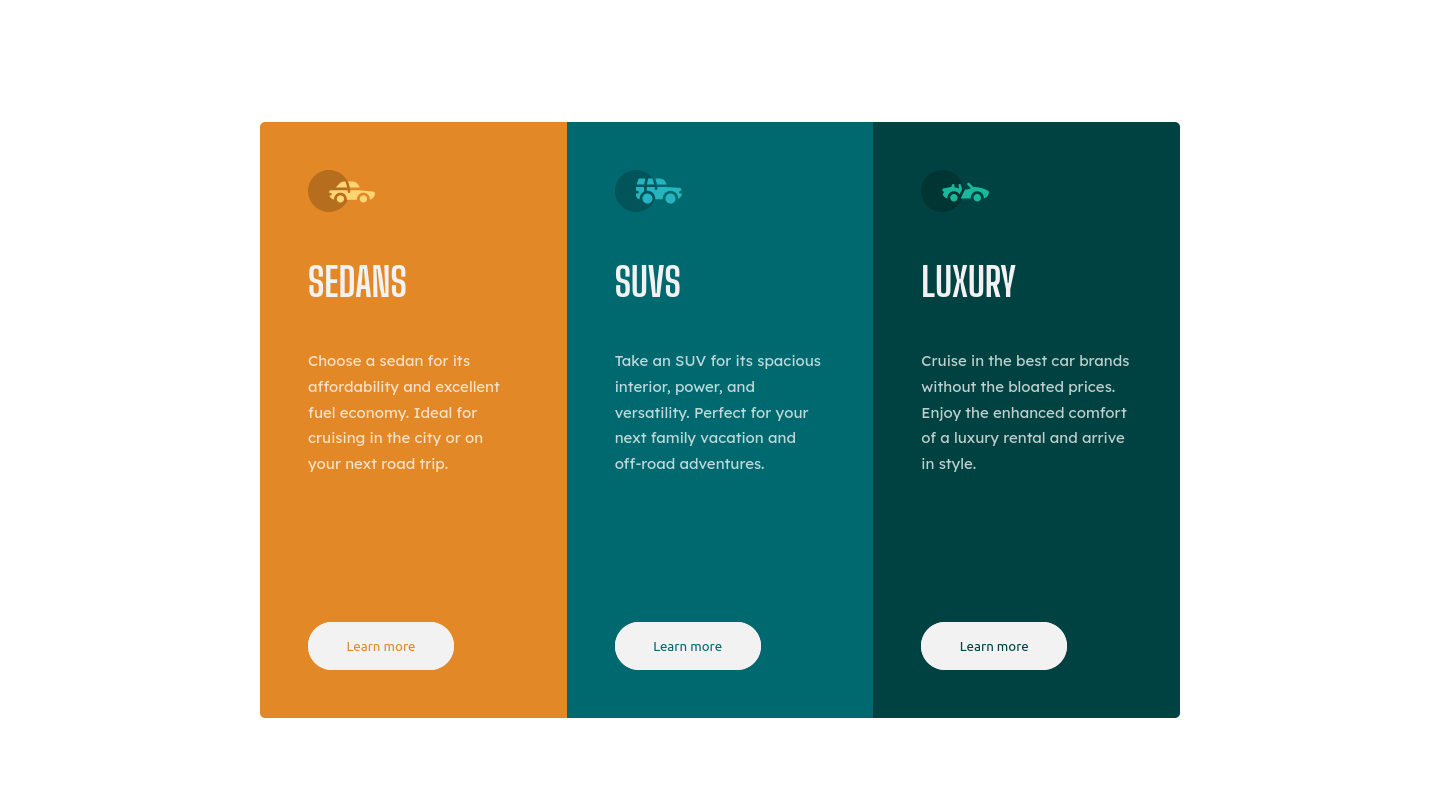 SEDANS
Choose a sedan for its
affordability and excellent
fuel economy. Ideal for
cruising in the city or on
your next road trip.
Learn more
SUVS
Take an SUV for its spacious
interior, power, and
versatility. Perfect for your
next family vacation and
off-road adventures.
Learn more
LUXURY
Cruise in the best car brands
without the bloated prices.
Enjoy the enhanced comfort
of a luxury rental and arrive
in style.
Learn more